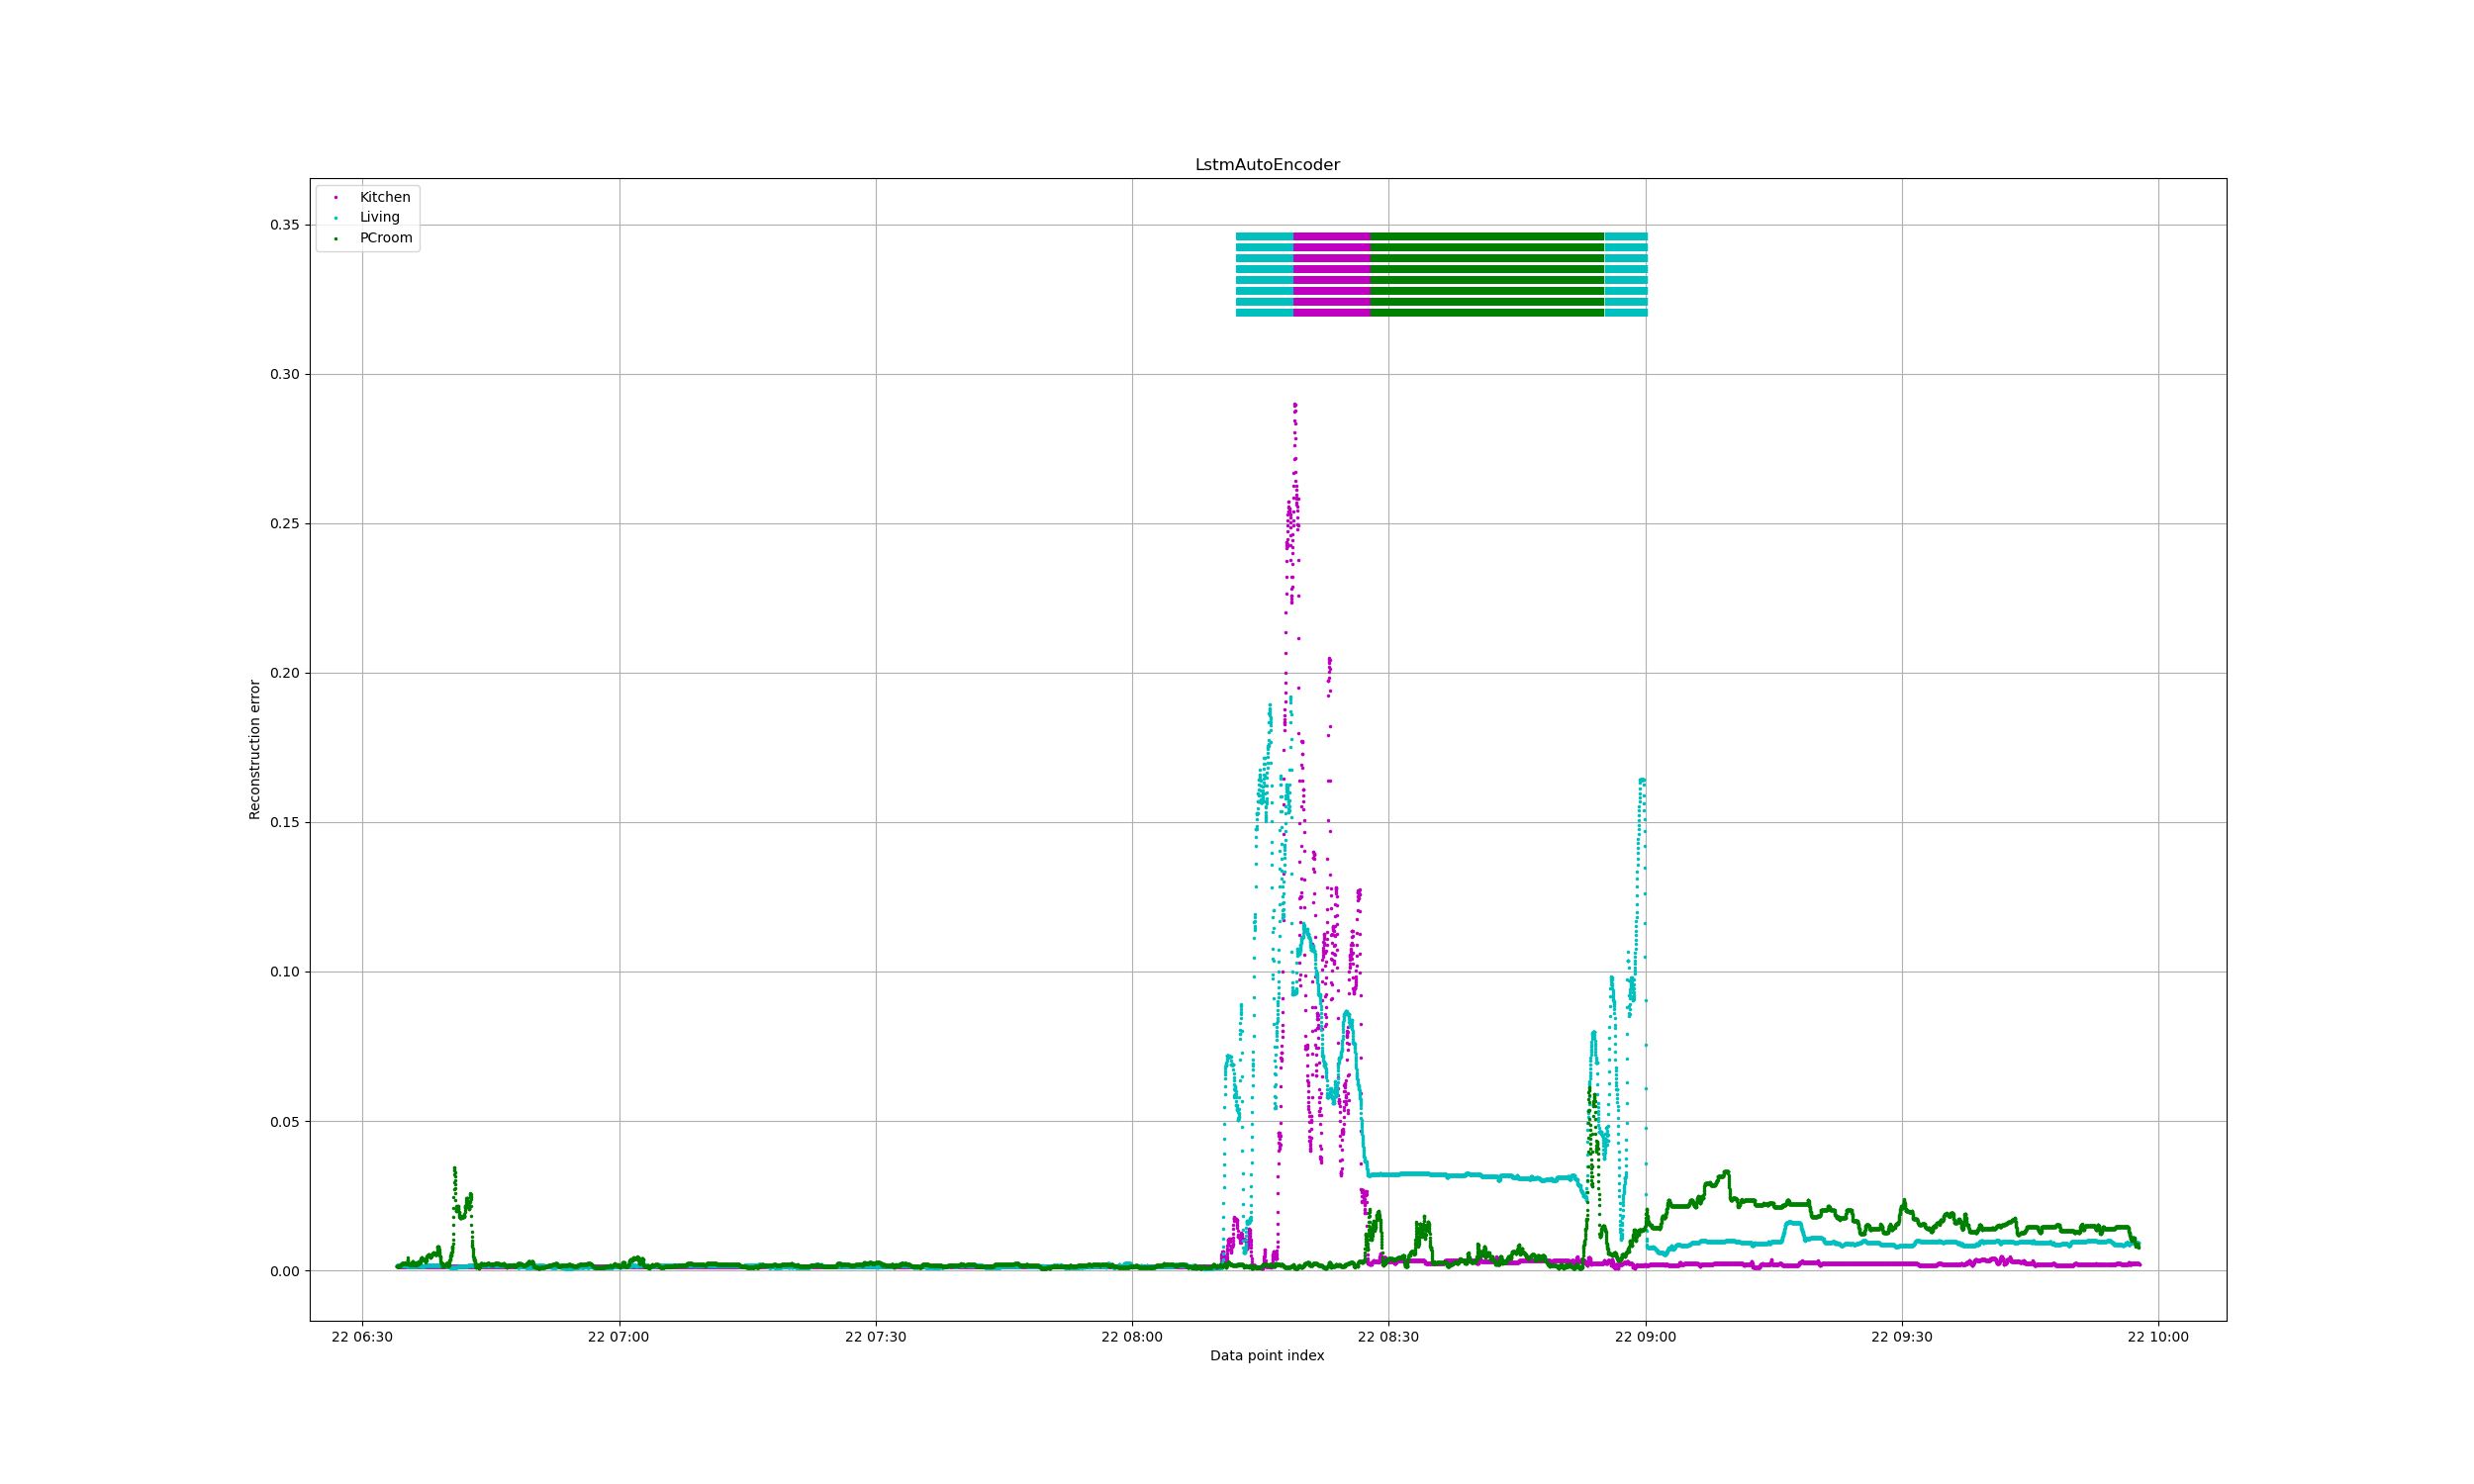 LstmAutoEncoder
Kitchen
Living
PCroom
0.35
0.30
0.25
0.20
0.15
0.10
0.05
0.00
Reconstruction error
22 06:30 22 07:00 22 07:30 22 08:00 22 08:30 22 09:00 22 09:30 22 10:00
Data point index